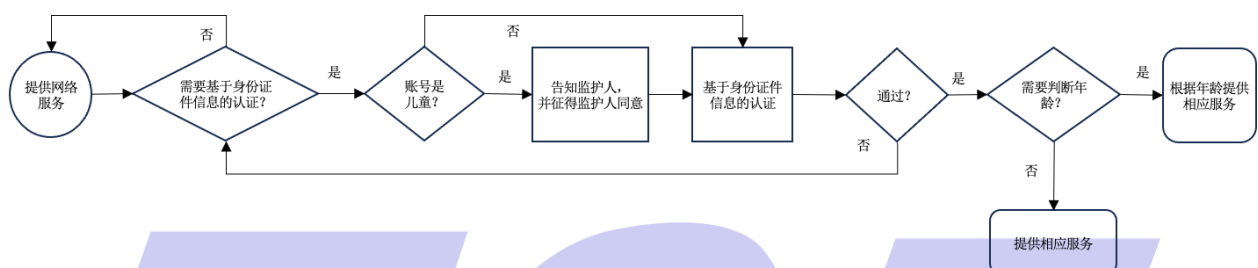 否
提供网络
服务
需要基于身份证
件信息的认证？
是
账号是
儿童？
否
是
告知监护人，
并征得监护人同意
基于身份证件
信息的认证
通过？
是
否
需要判断年
龄？
是
否
根据年龄提供
相应服务
提供相应服务